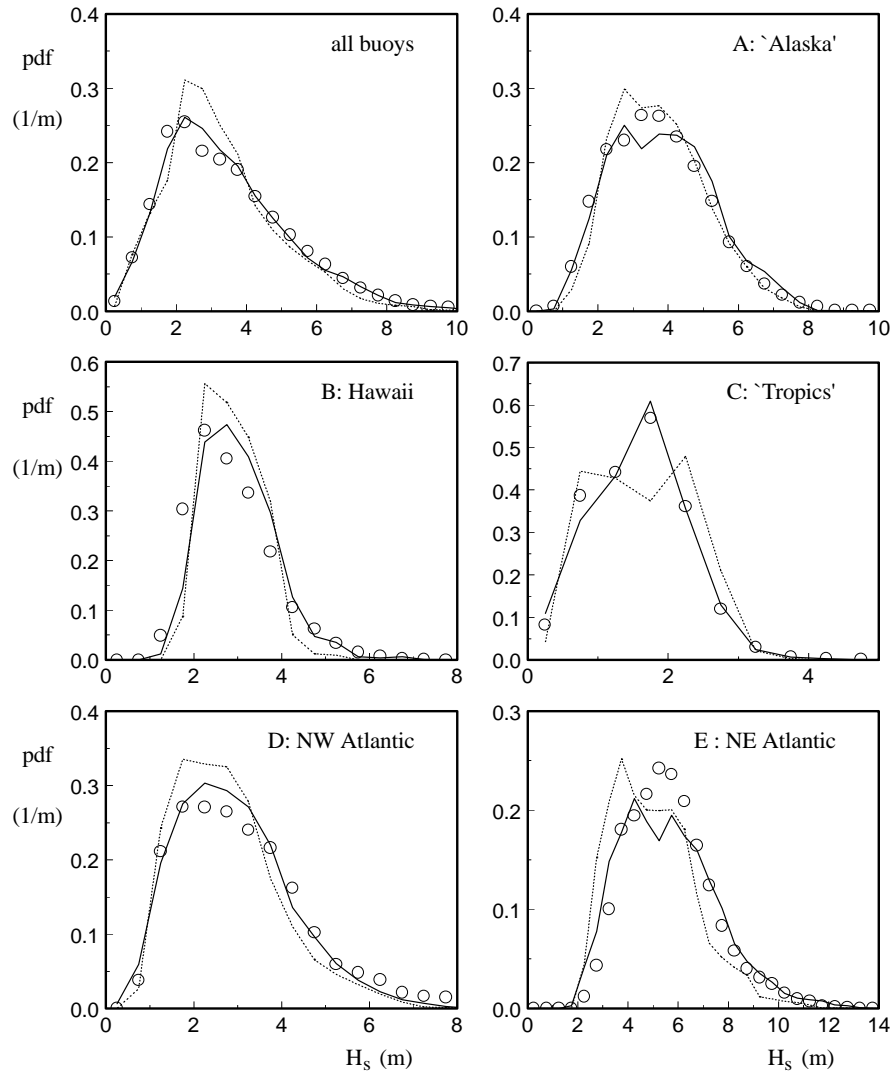 all buoys
pdf
(1/m)
0.4
0.3
0.2
0.1
0.0
0 2 4 6 8 10
A: `Alaska'
0.4
0.3
0.2
0.1
0.0
0 2 4 6 8 10
B: Hawaii
pdf
(1/m)
0.6
0.5
0.4
0.3
0.2
0.1
0.0
0 2 4 6 8
C: `Tropics'
0.7
0.6
0.5
0.4
0.3
0.2
0.1
0.0
0 2 4
D: NW Atlantic
pdf
(1/m)
0.4
0.3
0.2
0.1
0.0
0 2 4 6 8
Hs (m)
E : NE Atlantic
0.3
0.2
0.1
0.0
0 2 4 6 8 10 12 14
Hs (m)